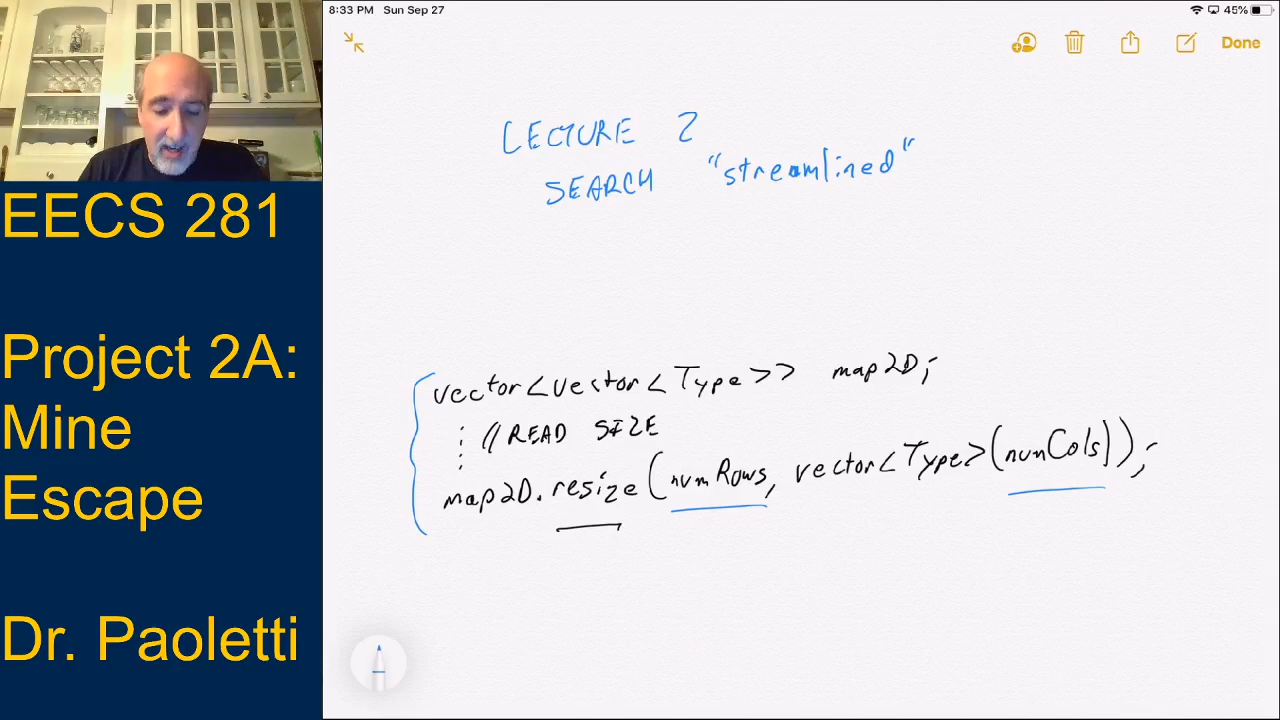 8:33 PM Sun Sep 27
45%
Done
LECTURE 2
SEARCH "streamlined"
EECS 281
Project 2A:
Mine
Escape
Dr. Paoletti
vector<vector<Type>> map2D;
// READ SIZE
map2D.resize(numRows, vector<Type>(numCols));